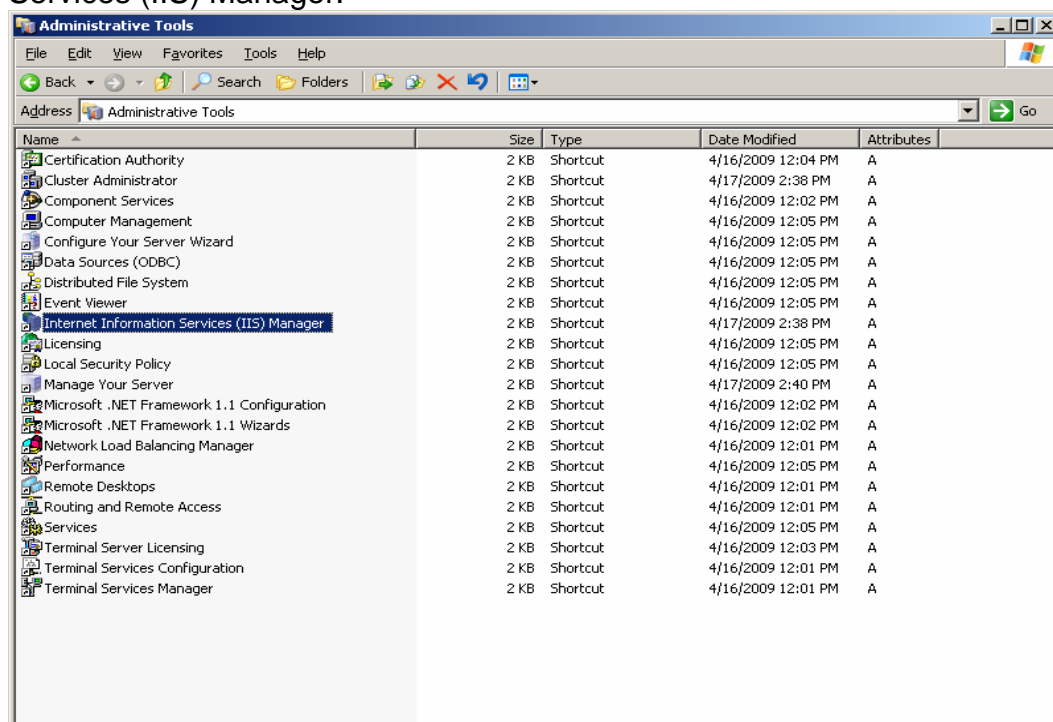 Services (IIS) Manager.
Administrative Tools
File Edit View Favorites Tools Help
Back Search Folders
Address Administrative Tools Go
Name Size Type Date Modified Attributes
Certification Authority 2 KB Shortcut 4/16/2009 12:04 PM A
Cluster Administrator 2 KB Shortcut 4/17/2009 2:38 PM A
Component Services 2 KB Shortcut 4/16/2009 12:02 PM A
Computer Management 2 KB Shortcut 4/16/2009 12:05 PM A
Configure Your Server Wizard 2 KB Shortcut 4/16/2009 12:05 PM A
Data Sources (ODBC) 2 KB Shortcut 4/16/2009 12:05 PM A
Distributed File System 2 KB Shortcut 4/16/2009 12:05 PM A
Event Viewer 2 KB Shortcut 4/16/2009 12:05 PM A
Internet Information Services (IIS) Manager 2 KB Shortcut 4/17/2009 2:38 PM A
Licensing 2 KB Shortcut 4/16/2009 12:05 PM A
Local Security Policy 2 KB Shortcut 4/16/2009 12:05 PM A
Manage Your Server 2 KB Shortcut 4/17/2009 2:40 PM A
Microsoft .NET Framework 1.1 Configuration 2 KB Shortcut 4/16/2009 12:02 PM A
Microsoft .NET Framework 1.1 Wizards 2 KB Shortcut 4/16/2009 12:02 PM A
Network Load Balancing Manager 2 KB Shortcut 4/16/2009 12:01 PM A
Performance 2 KB Shortcut 4/16/2009 12:05 PM A
Remote Desktops 2 KB Shortcut 4/16/2009 12:01 PM A
Routing and Remote Access 2 KB Shortcut 4/16/2009 12:01 PM A
Services 2 KB Shortcut 4/16/2009 12:05 PM A
Terminal Server Licensing 2 KB Shortcut 4/16/2009 12:03 PM A
Terminal Services Configuration 2 KB Shortcut 4/16/2009 12:01 PM A
Terminal Services Manager 2 KB Shortcut 4/16/2009 12:01 PM A